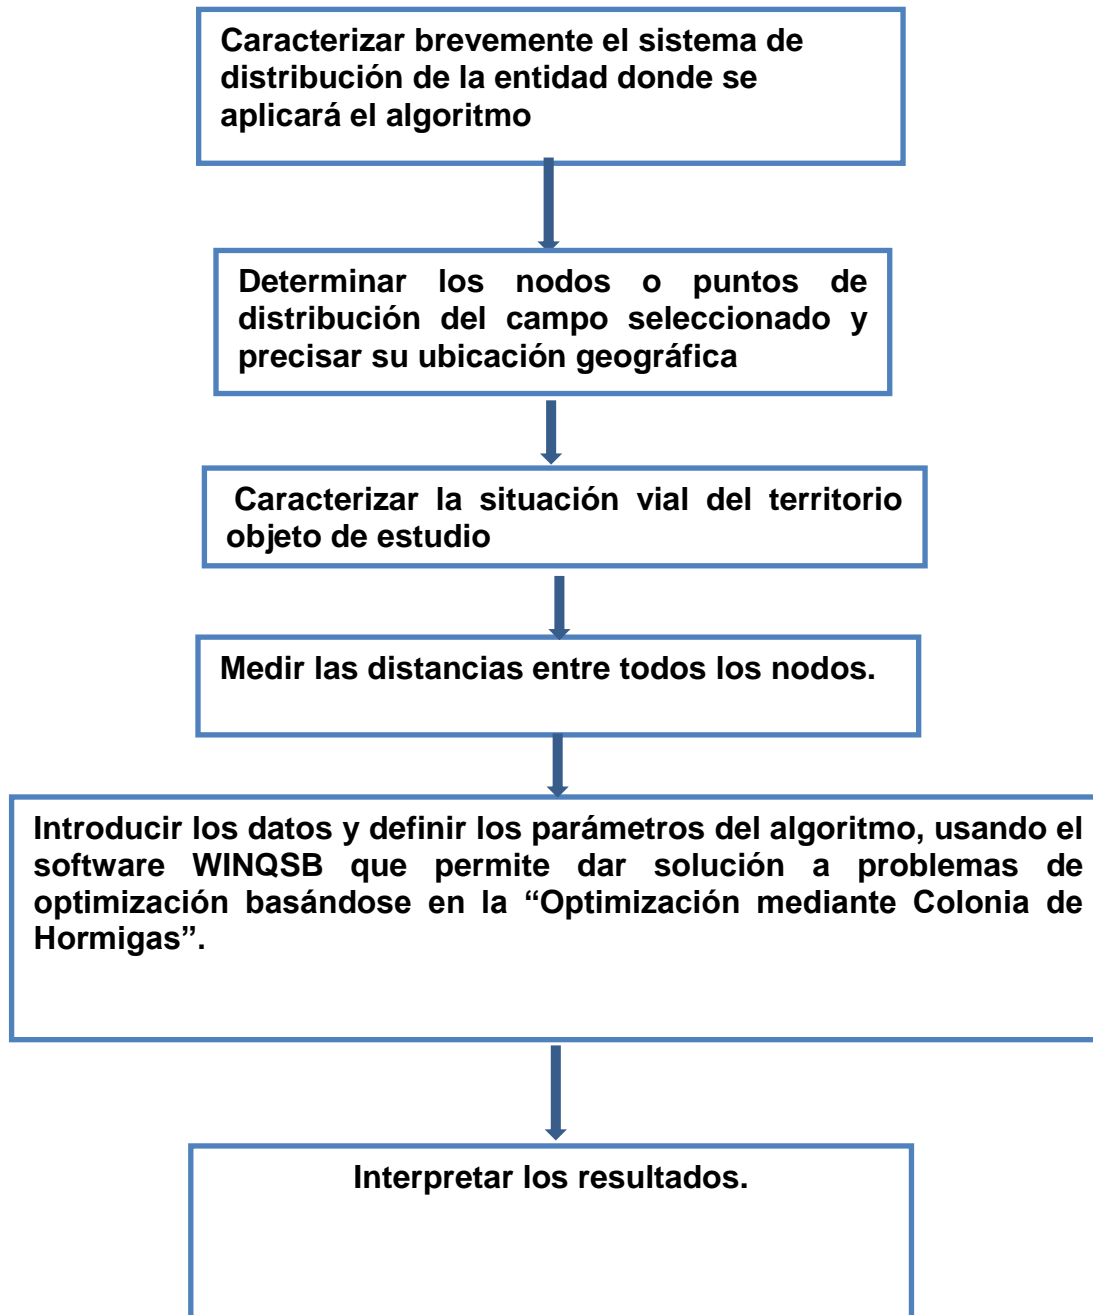 Caracterizar brevemente el sistema de
distribución de la entidad donde se
aplicará el algoritmo
Determinar los nodos o puntos de
distribución del campo seleccionado y
precisar su ubicación geográfica
Caracterizar la situación vial del territorio
objeto de estudio
Medir las distancias entre todos los nodos.
Introducir los datos y definir los parámetros del algoritmo, usando el
software WINQSB que permite dar solución a problemas de
optimización basándose en la “Optimización mediante Colonia de
Hormigas”.
Interpretar los resultados.